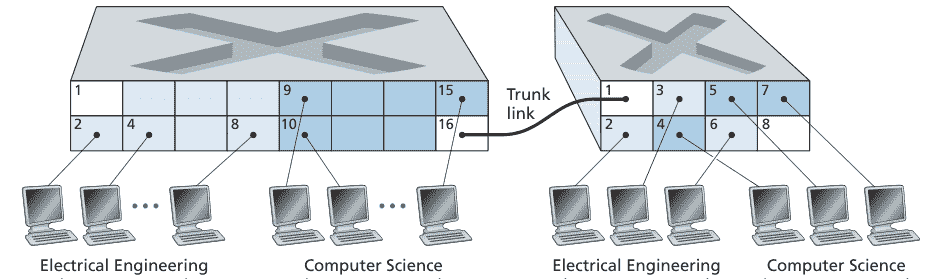 1
9
15
2
4
8
10
16
Trunk
link
1
3
5
7
2
4
6
8
Electrical Engineering
Computer Science
Electrical Engineering
Computer Science